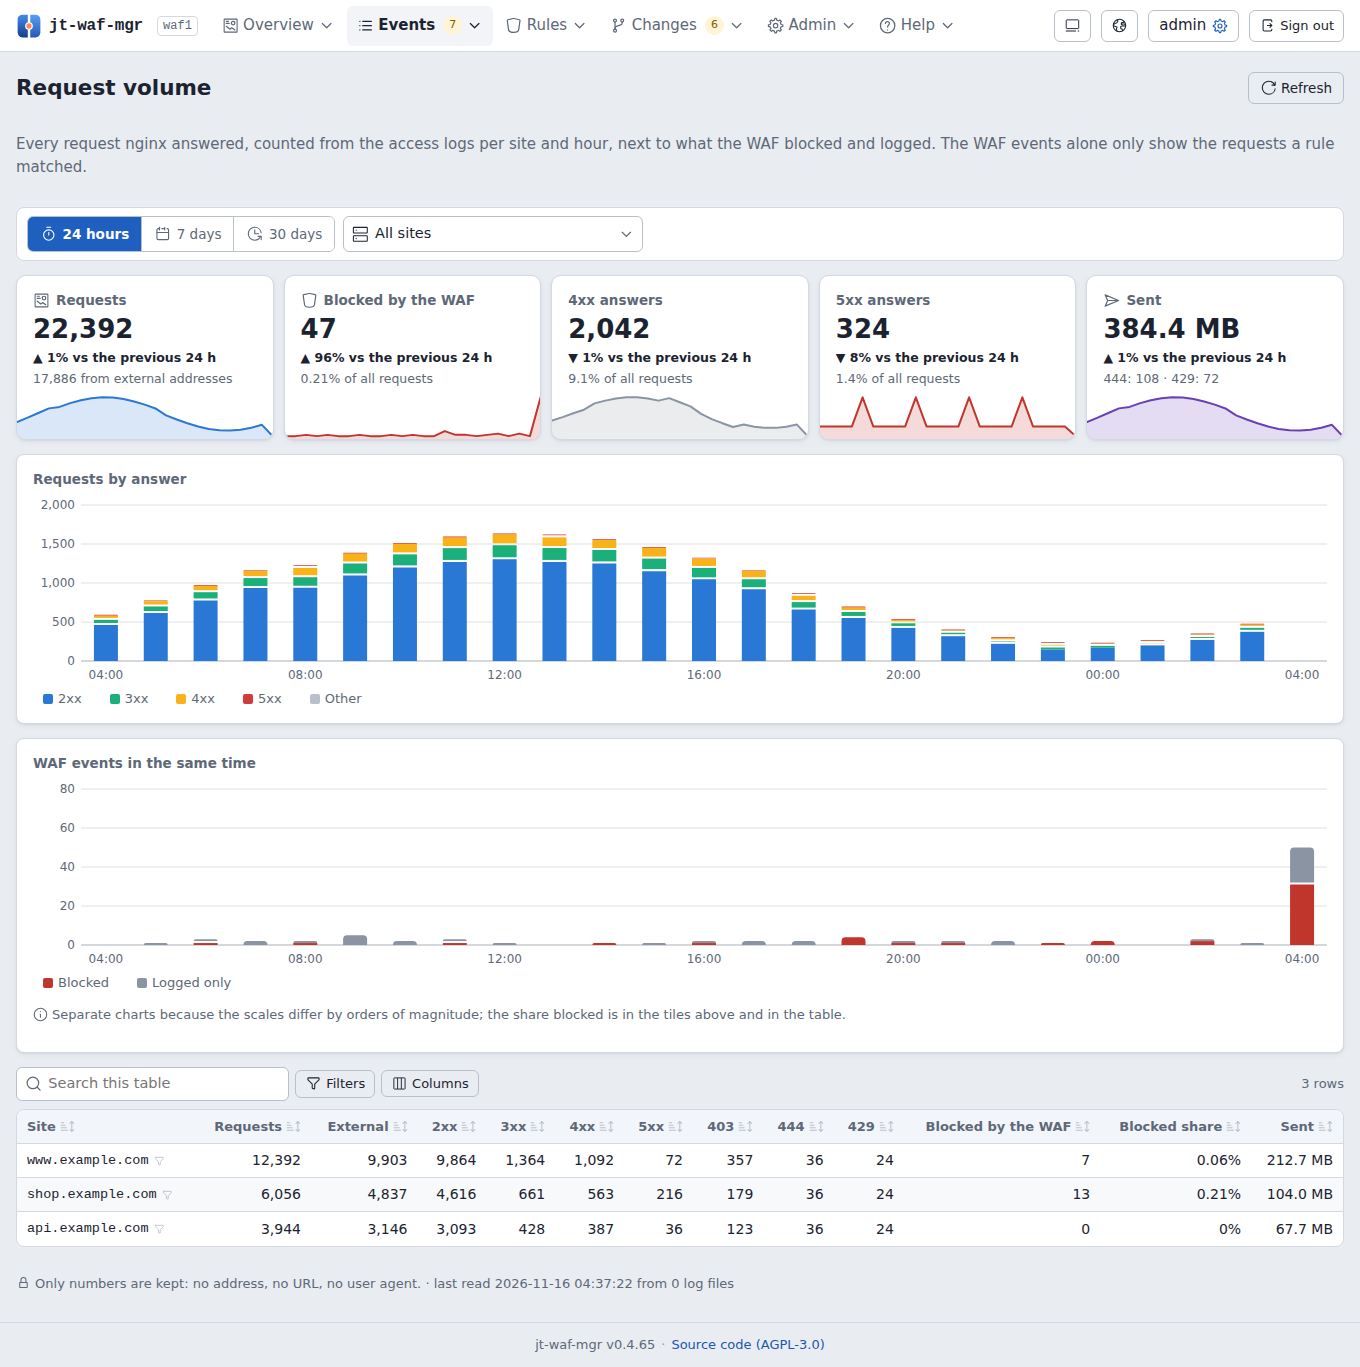 jt-waf-mgr waf1 Overview Events 7 Rules Changes 6 Admin Help admin Sign out
Request volume
Refresh
Every request nginx answered, counted from the access logs per site and hour, next to what the WAF blocked and logged. The WAF events alone only show the requests a rule
matched.
24 hours 7 days 30 days All sites
Requests
22,392
▲ 1% vs the previous 24 h
17,886 from external addresses
Blocked by the WAF
47
▲ 96% vs the previous 24 h
0.21% of all requests
4xx answers
2,042
▼ 1% vs the previous 24 h
9.1% of all requests
5xx answers
324
▼ 8% vs the previous 24 h
1.4% of all requests
Sent
384.4 MB
▲ 1% vs the previous 24 h
444: 108 · 429: 72
Requests by answer
2,000
1,500
1,000
500
0
04:00 08:00 12:00 16:00 20:00 00:00 04:00
2xx 3xx 4xx 5xx Other
WAF events in the same time
80
60
40
20
0
04:00 08:00 12:00 16:00 20:00 00:00 04:00
Blocked Logged only
Separate charts because the scales differ by orders of magnitude; the share blocked is in the tiles above and in the table.
Search this table Filters Columns 3 rows
Site Requests External 2xx 3xx 4xx 5xx 403 444 429 Blocked by the WAF Blocked share Sent
www.example.com 12,392 9,903 9,864 1,364 1,092 72 357 36 24 7 0.06% 212.7 MB
shop.example.com 6,056 4,837 4,616 661 563 216 179 36 24 13 0.21% 104.0 MB
api.example.com 3,944 3,146 3,093 428 387 36 123 36 24 0 0% 67.7 MB
Only numbers are kept: no address, no URL, no user agent. · last read 2026-11-16 04:37:22 from 0 log files
jt-waf-mgr v0.4.65 · Source code (AGPL-3.0)